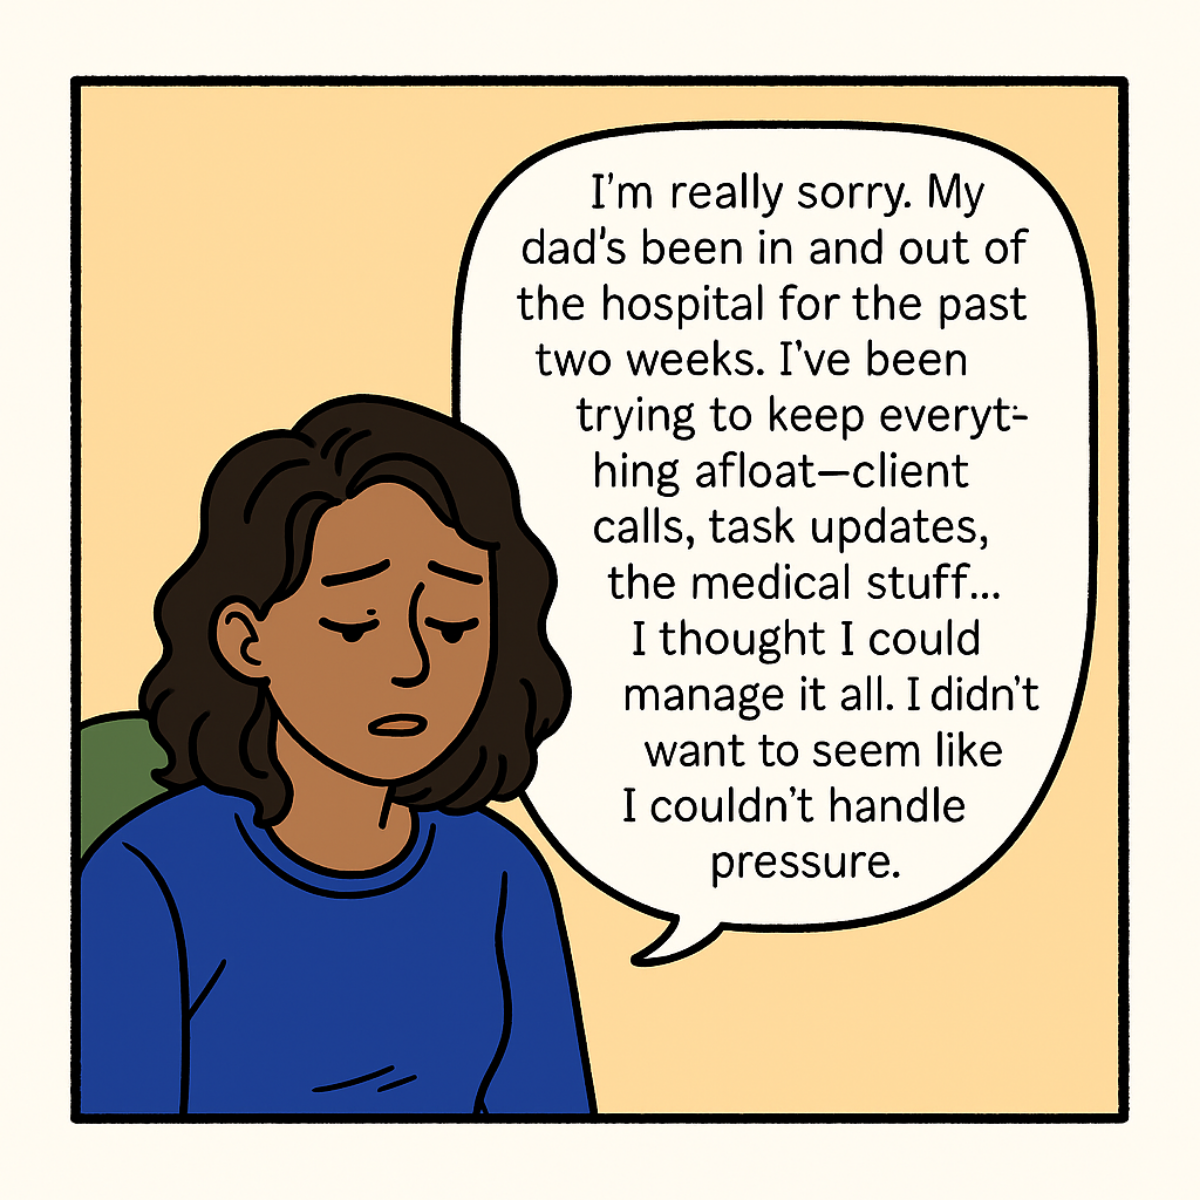 I'm really sorry. My
dad's been in and out of
the hospital for the past
two weeks. I've been
trying to keep everyt-
hing afloat—client
calls, task updates,
the medical stuff...
I thought I could
manage it all. I didn't
want to seem like
I couldn't handle
pressure.